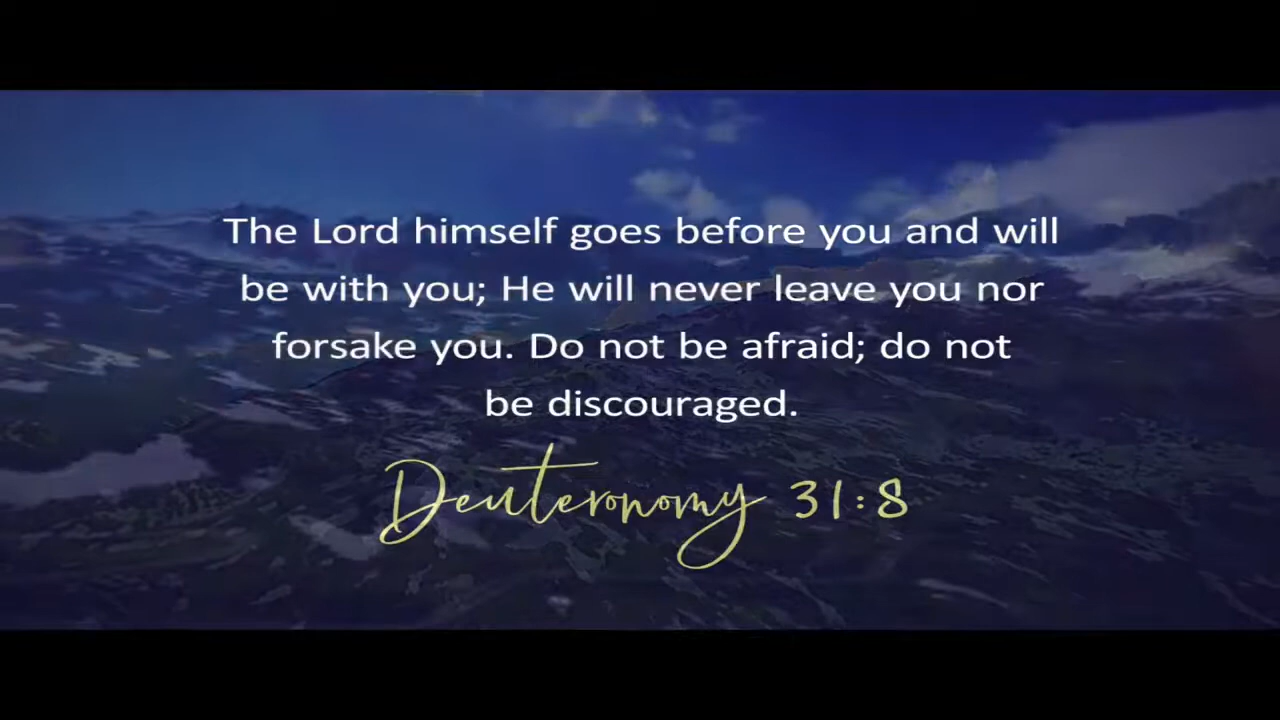 The Lord himself goes before you and will
be with you; He will never leave you nor
forsake you. Do not be afraid; do not
be discouraged.
Deuteronomy 31:8